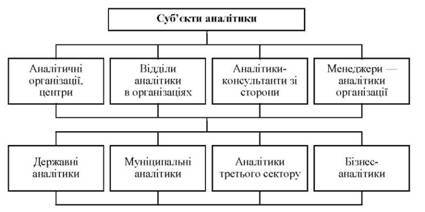 Суб'єкти аналітики
Аналітичні
організації,
центри
Відділи
аналітики
в організаціях
Аналітики-
консультанти зі
сторони
Менеджери —
аналітики
організації
Державні
аналітики
Муніципальні
аналітики
Аналітики
третього сектору
Бізнес-
аналітики